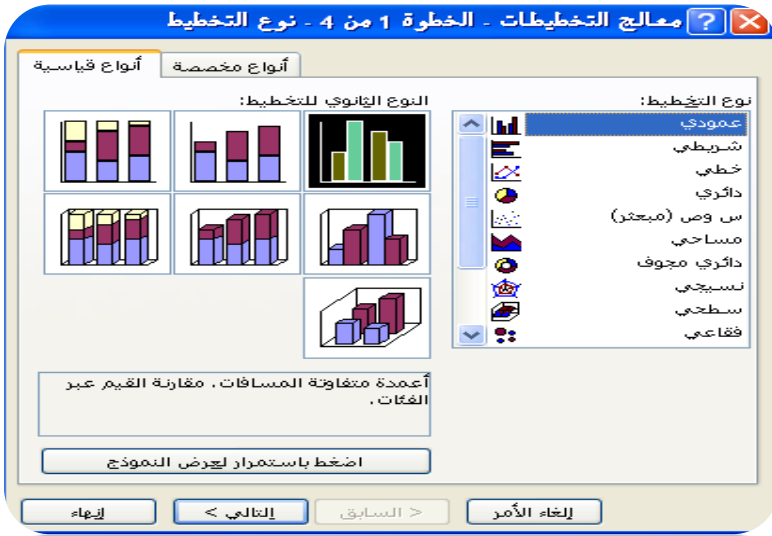 معالج التخطيطات - الخطوة 1 من 4 - نوع التخطيط
أنواع قياسية
أنواع مخصصة
نوع التخطيط:
عمودي
شريطي
خطي
دائري
س وص (مبعثر)
مساحي
دائري مجوف
نسيجي
سطحي
فقاعي
النوع الثانوي للتخطيط:
أعمدة متفاوتة المسافات. مقارنة القيم عبر
الفئات.
اضغط باستمرار لعرض النموذج
إلغاء الأمر
< السابق
التالي >
إنهاء